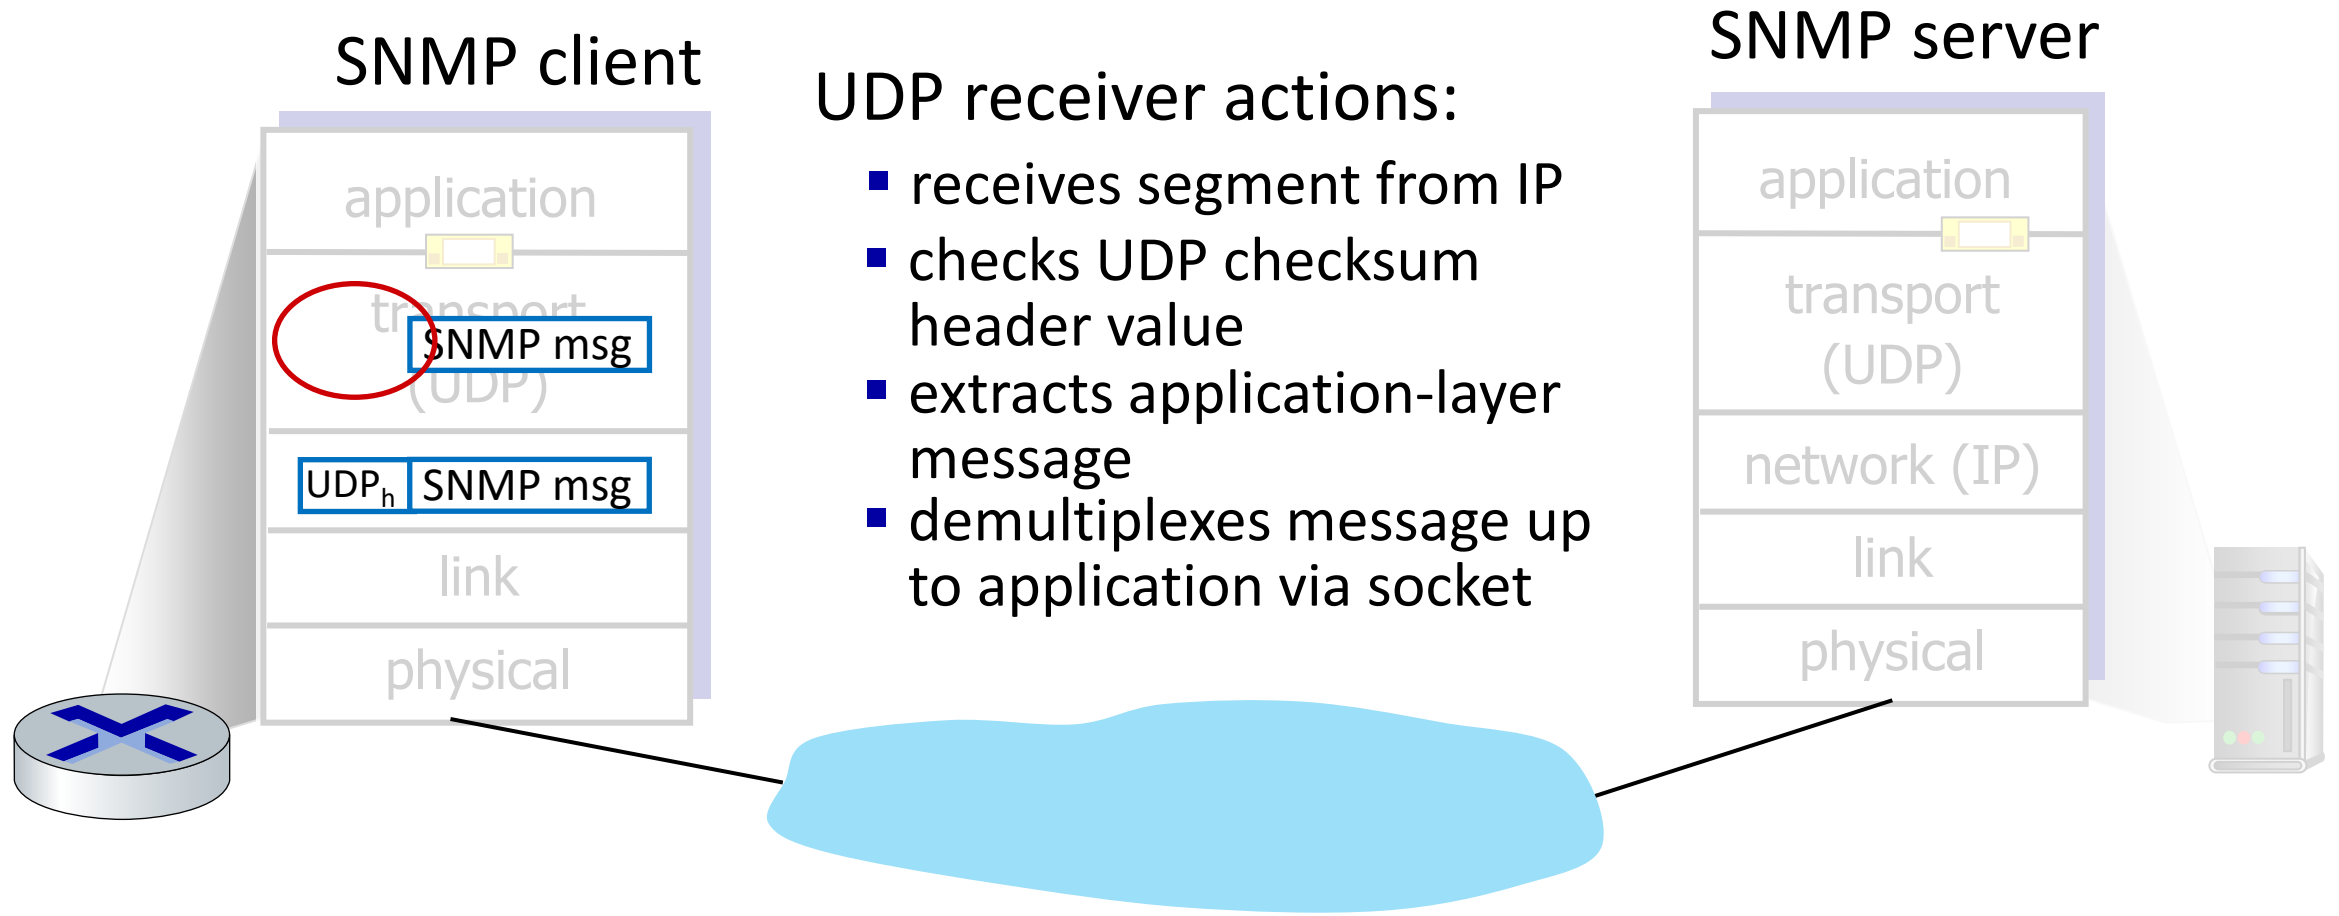 SNMP client
application
transport
(UDP)
SNMP msg
UDPh SNMP msg
link
physical
UDP receiver actions:
receives segment from IP
checks UDP checksum
header value
extracts application-layer
message
demultiplexes message up
to application via socket
SNMP server
application
transport
(UDP)
network (IP)
link
physical